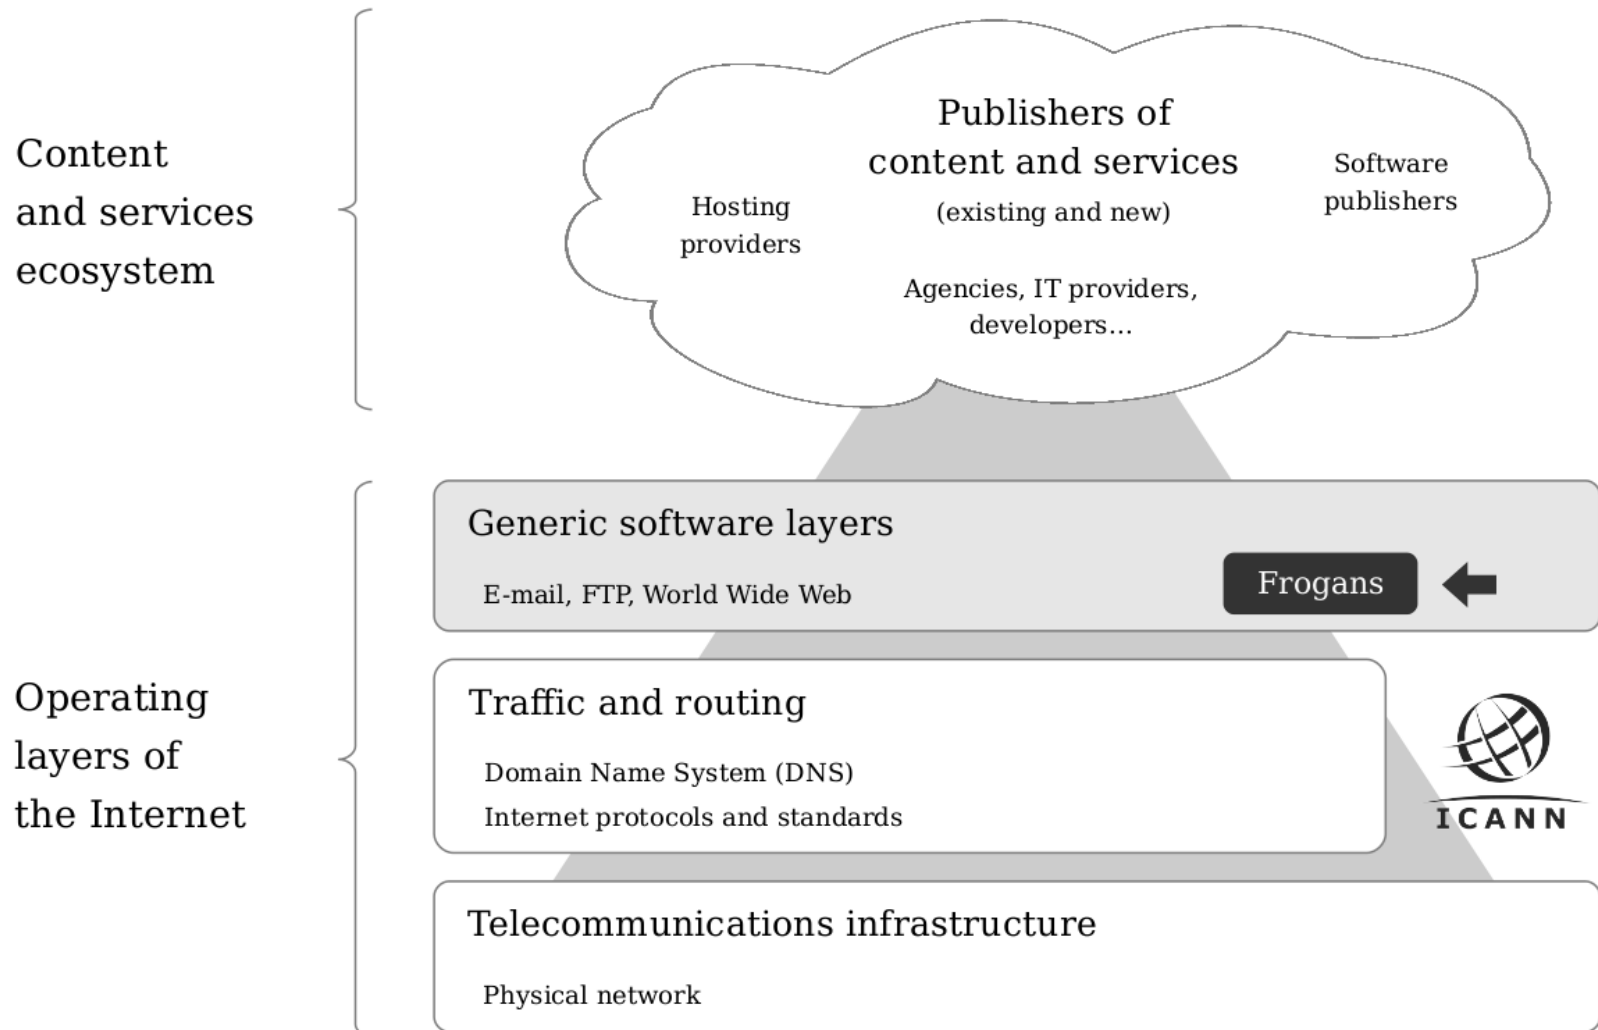 Content
and services
ecosystem
Publishers of
content and services
(existing and new)
Hosting
providers
Software
publishers
Agencies, IT providers,
developers…
Operating
layers of
the Internet
Generic software layers
E-mail, FTP, World Wide Web
Frogans
Traffic and routing
Domain Name System (DNS)
Internet protocols and standards
ICANN
Telecommunications infrastructure
Physical network